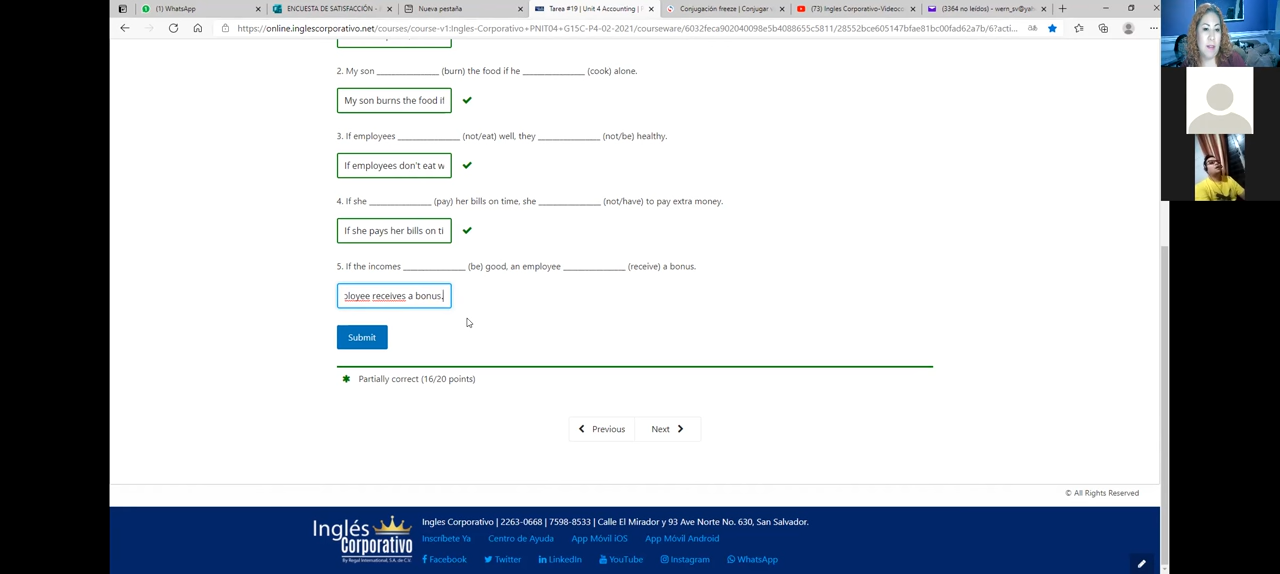 (1) WhatsApp
ENCUESTA DE SATISFACCIÓN
Nueva pestaña
Tarea #19 | Unit 4 Accounting |
Conjugación freeze | Conjugar v
(73) Ingles Corporativo-Videocc
(3364 no leídos) - wern_sv@yah
https://online.inglescorporativo.net/courses/course-v1:Ingles-Corporativo+PNIT04+G15C-P4-02-2021/courseware/6032feca902040098e5b4088655c5811/28552bce605147bfae81bc00fad62a7b/6?acti...
2. My son ______________ (burn) the food if he ______________ (cook) alone.
My son burns the food if
3. If employees ______________ (not/eat) well, they ______________ (not/be) healthy.
If employees don't eat w
4. If she ______________ (pay) her bills on time, she ______________ (not/have) to pay extra money.
If she pays her bills on ti
5. If the incomes ______________ (be) good, an employee ______________ (receive) a bonus.
ployee receives a bonus.
Submit
Partially correct (16/20 points)
Previous Next
© All Rights Reserved
Inglés Corporativo
By Regal International, S.A. de C.V.
Ingles Corporativo | 2263-0668 | 7598-8533 | Calle El Mirador y 93 Ave Norte No. 630, San Salvador.
Inscríbete Ya Centro de Ayuda App Móvil iOS App Móvil Android
Facebook Twitter LinkedIn YouTube Instagram WhatsApp